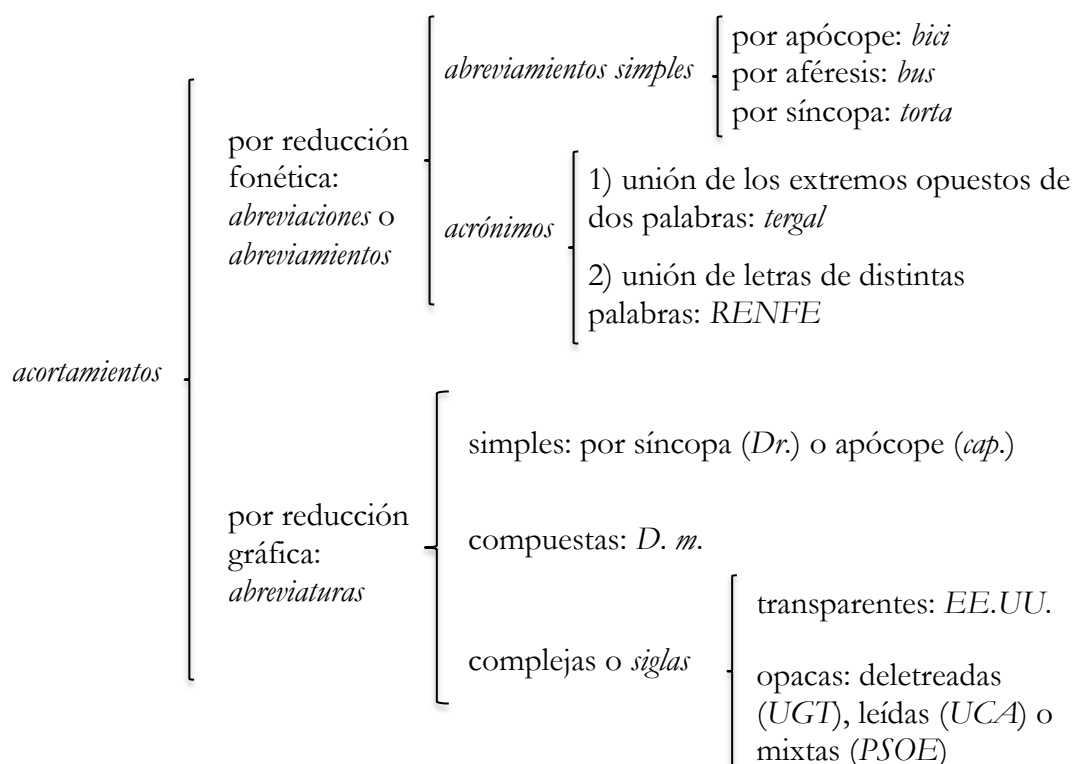 acortamientos
por reducción
fonética:
abreviaciones o
abreviamientos
abreviamientos simples
por apócope: bici
por aféresis: bus
por síncopa: torta
acrónimos
1) unión de los extremos opuestos de
dos palabras: tergal
2) unión de letras de distintas
palabras: RENFE
por reducción
gráfica:
abreviaturas
simples: por síncopa (Dr.) o apócope (cap.)
compuestas: D. m.
complejas o siglas
transparentes: EE.UU.
opacas: deletreadas
(UGT), leídas (UCA) o
mixtas (PSOE)